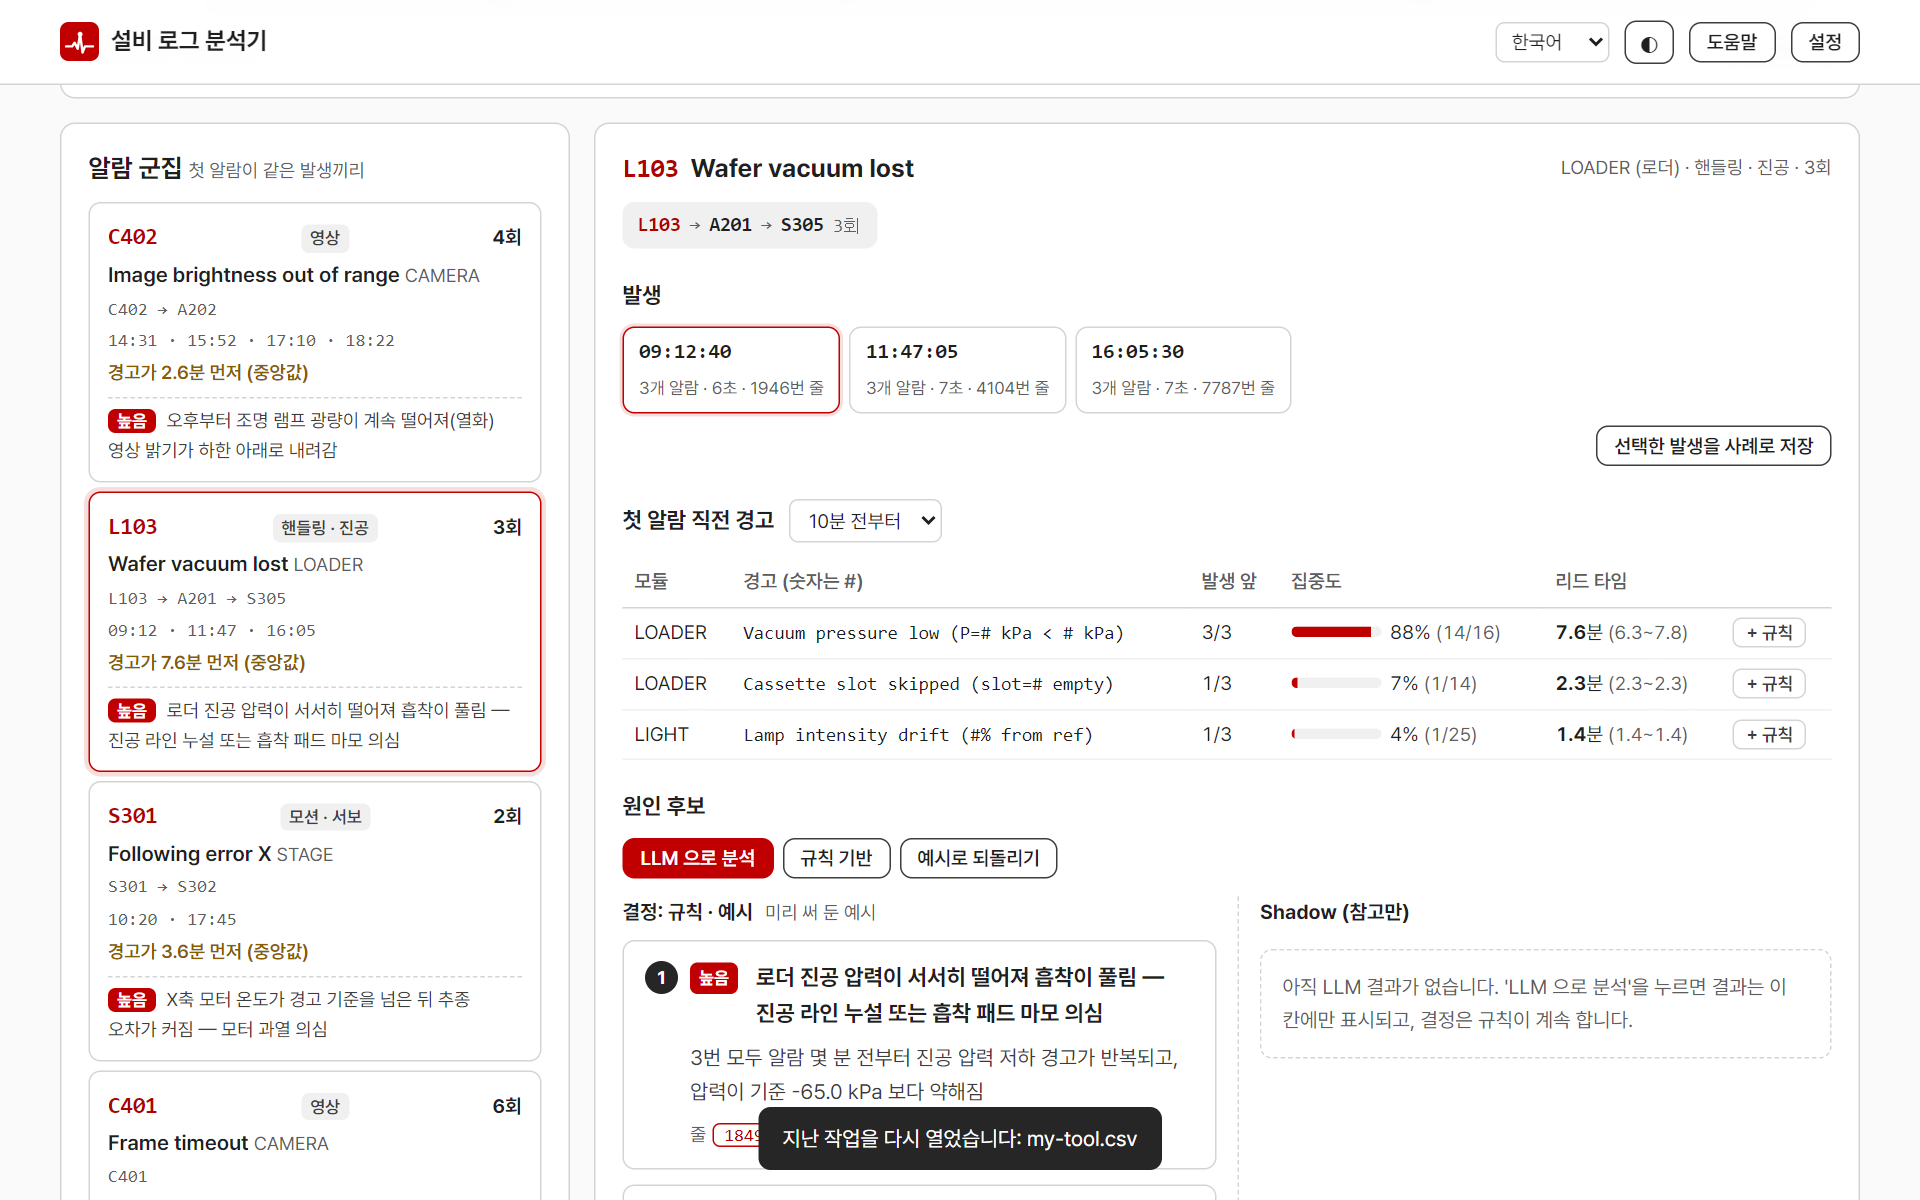 설비 로그 분석기
한국어
도움말
설정
알람 군집 첫 알람이 같은 발생끼리
C402 영상 4회
Image brightness out of range CAMERA
C402 → A202
14:31 · 15:52 · 17:10 · 18:22
경고가 2.6분 먼저 (중앙값)
높음 오후부터 조명 램프 광량이 계속 떨어져(열화)
영상 밝기가 하한 아래로 내려감
L103 핸들링 · 진공 3회
Wafer vacuum lost LOADER
L103 → A201 → S305
09:12 · 11:47 · 16:05
경고가 7.6분 먼저 (중앙값)
높음 로더 진공 압력이 서서히 떨어져 흡착이 풀림 —
진공 라인 누설 또는 흡착 패드 마모 의심
S301 모션 · 서보 2회
Following error X STAGE
S301 → S302
10:20 · 17:45
경고가 3.6분 먼저 (중앙값)
높음 X축 모터 온도가 경고 기준을 넘은 뒤 추종
오차가 커짐 — 모터 과열 의심
C401 영상 6회
Frame timeout CAMERA
C401
L103 Wafer vacuum lost
LOADER (로더) · 핸들링 · 진공 · 3회
L103 → A201 → S305 3회
발생
09:12:40
3개 알람 · 6초 · 1946번 줄
11:47:05
3개 알람 · 7초 · 4104번 줄
16:05:30
3개 알람 · 7초 · 7787번 줄
선택한 발생을 사례로 저장
첫 알람 직전 경고 10분 전부터
모듈 경고 (숫자는 #) 발생 앞 집중도 리드 타임
LOADER Vacuum pressure low (P=# kPa < # kPa) 3/3 88% (14/16) 7.6분 (6.3~7.8) + 규칙
LOADER Cassette slot skipped (slot=# empty) 1/3 7% (1/14) 2.3분 (2.3~2.3) + 규칙
LIGHT Lamp intensity drift (#% from ref) 1/3 4% (1/25) 1.4분 (1.4~1.4) + 규칙
원인 후보
LLM 으로 분석
규칙 기반
예시로 되돌리기
결정: 규칙 · 예시 미리 써 둔 예시
1 높음 로더 진공 압력이 서서히 떨어져 흡착이 풀림 —
진공 라인 누설 또는 흡착 패드 마모 의심
3번 모두 알람 몇 분 전부터 진공 압력 저하 경고가 반복되고,
압력이 기준 -65.0 kPa 보다 약해짐
줄
Shadow (참고만)
아직 LLM 결과가 없습니다. 'LLM 으로 분석'을 누르면 결과는 이
칸에만 표시되고, 결정은 규칙이 계속 합니다.
지난 작업을 다시 열었습니다: my-tool.csv